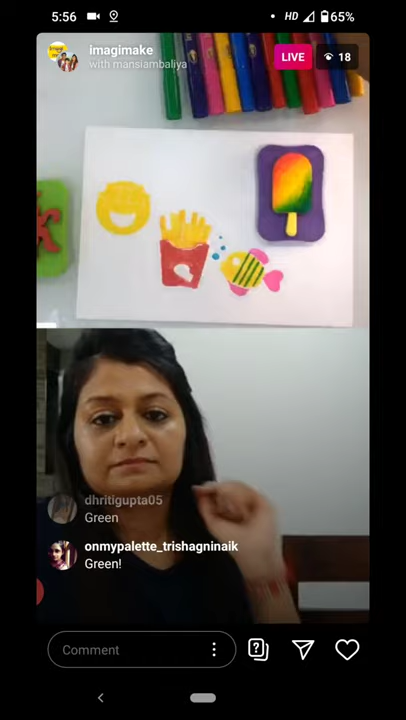 5:56
HD
65%
imagimake
with mansiambaliya
LIVE
18
K
dhritigupta05
Green
onmypalette_trishagninaik
Green!
Comment